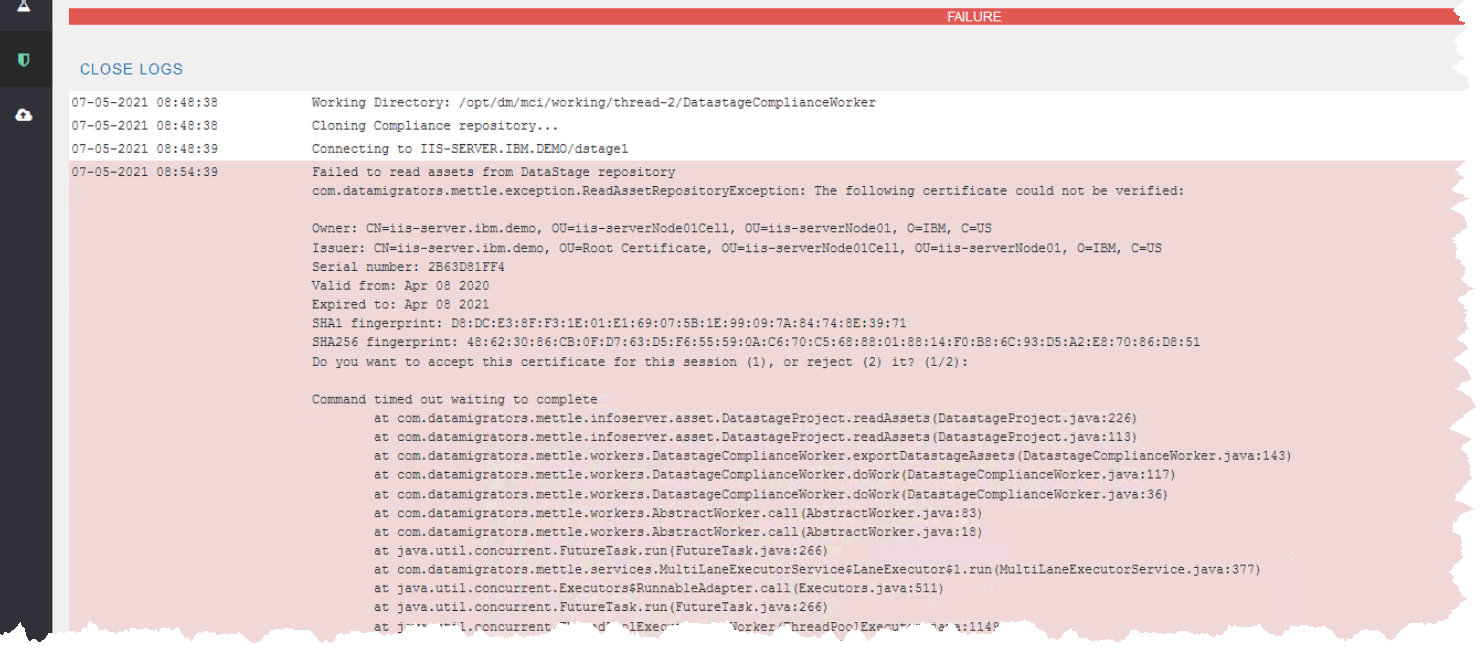 FAILURE
CLOSE LOGS
07-05-2021 08:48:38 Working Directory: /opt/dm/mci/working/thread-2/DatastageComplianceWorker
07-05-2021 08:48:38 Cloning Compliance repository...
07-05-2021 08:48:39 Connecting to IIS-SERVER.IBM.DEMO/dstage1
07-05-2021 08:54:39 Failed to read assets from DataStage repository
com.datamigrators.mettle.exception.ReadAssetRepositoryException: The following certificate could not be verified:
Owner: CN=iis-server.ibm.demo, OU=iis-serverNode01Cell, OU=iis-serverNode01, O=IBM, C=US
Issuer: CN=iis-server.ibm.demo, OU=Root Certificate, OU=iis-serverNode01Cell, OU=iis-serverNode01, O=IBM, C=US
Serial number: 2B63D81FF4
Valid from: Apr 08 2020
Expired to: Apr 08 2021
SHA1 fingerprint: D8:DC:E3:8F:F3:1E:01:E1:69:07:5B:1E:99:09:7A:84:74:8E:39:71
SHA256 fingerprint: 48:62:30:86:CB:0F:D7:63:D5:F6:55:59:0A:C6:70:C5:68:88:01:88:14:F0:B8:6C:93:D5:A2:E8:70:86:D8:51
Do you want to accept this certificate for this session (1), or reject (2) it? (1/2):
Command timed out waiting to complete
at com.datamigrators.mettle.infoserver.asset.DatastageProject.readAssets(DatastageProject.java:226)
at com.datamigrators.mettle.infoserver.asset.DatastageProject.readAssets(DatastageProject.java:113)
at com.datamigrators.mettle.workers.DatastageComplianceWorker.exportDatastageAssets(DatastageComplianceWorker.java:143)
at com.datamigrators.mettle.workers.DatastageComplianceWorker.doWork(DatastageComplianceWorker.java:117)
at com.datamigrators.mettle.workers.DatastageComplianceWorker.doWork(DatastageComplianceWorker.java:36)
at com.datamigrators.mettle.workers.AbstractWorker.call(AbstractWorker.java:83)
at com.datamigrators.mettle.workers.AbstractWorker.call(AbstractWorker.java:18)
at java.util.concurrent.FutureTask.run(FutureTask.java:266)
at com.datamigrators.mettle.services.MultiLaneExecutorService$LaneExecutor$1.run(MultiLaneExecutorService.java:377)
at java.util.concurrent.Executors$RunnableAdapter.call(Executors.java:511)
at java.util.concurrent.FutureTask.run(FutureTask.java:266)
at